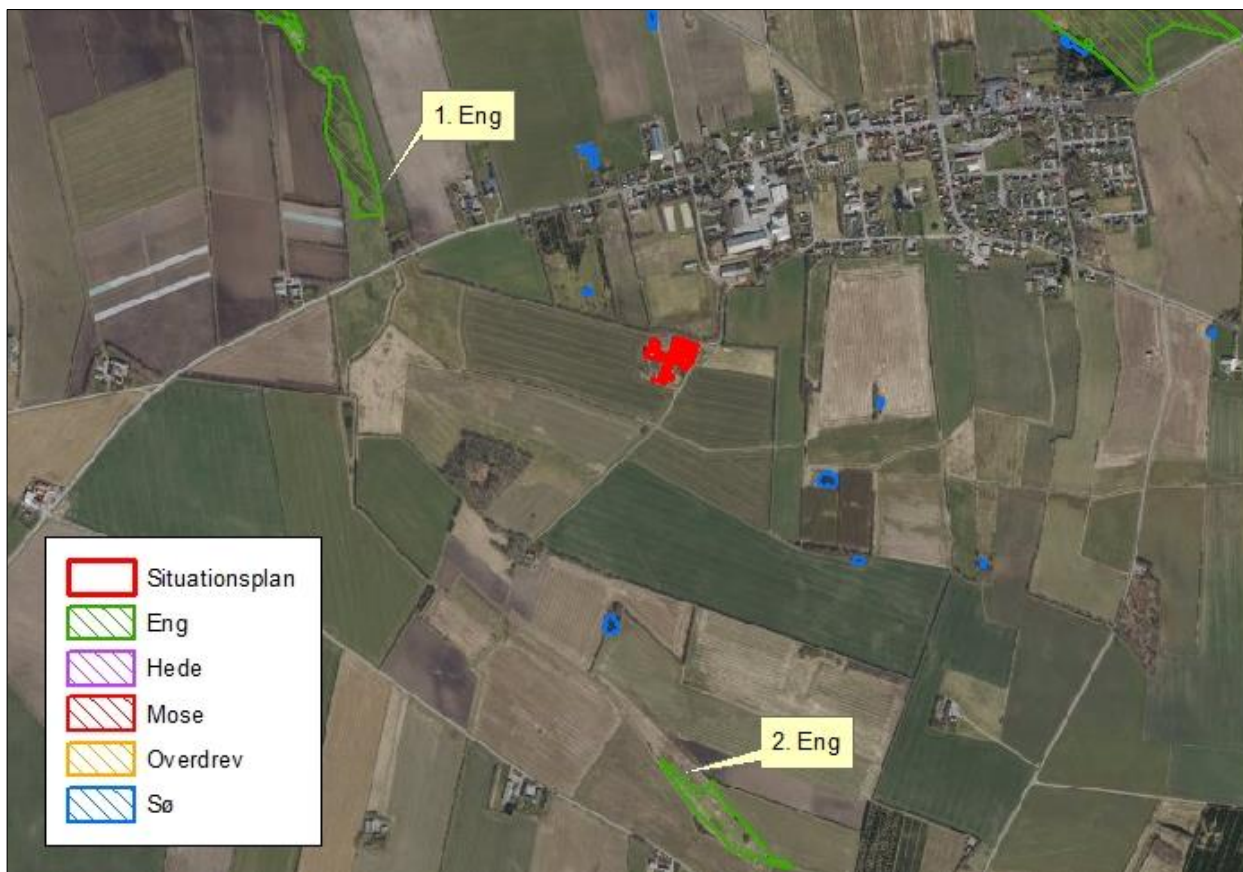 1. Eng
2. Eng
Situationsplan
Eng
Hede
Mose
Overdrev
Sø